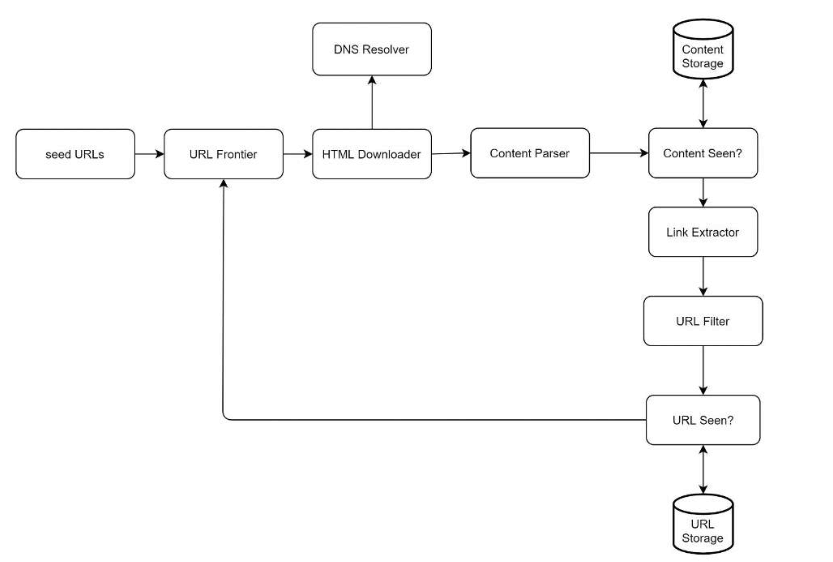 DNS Resolver
Content
Storage
seed URLs
URL Frontier
HTML Downloader
Content Parser
Content Seen?
Link Extractor
URL Filter
URL Seen?
URL
Storage